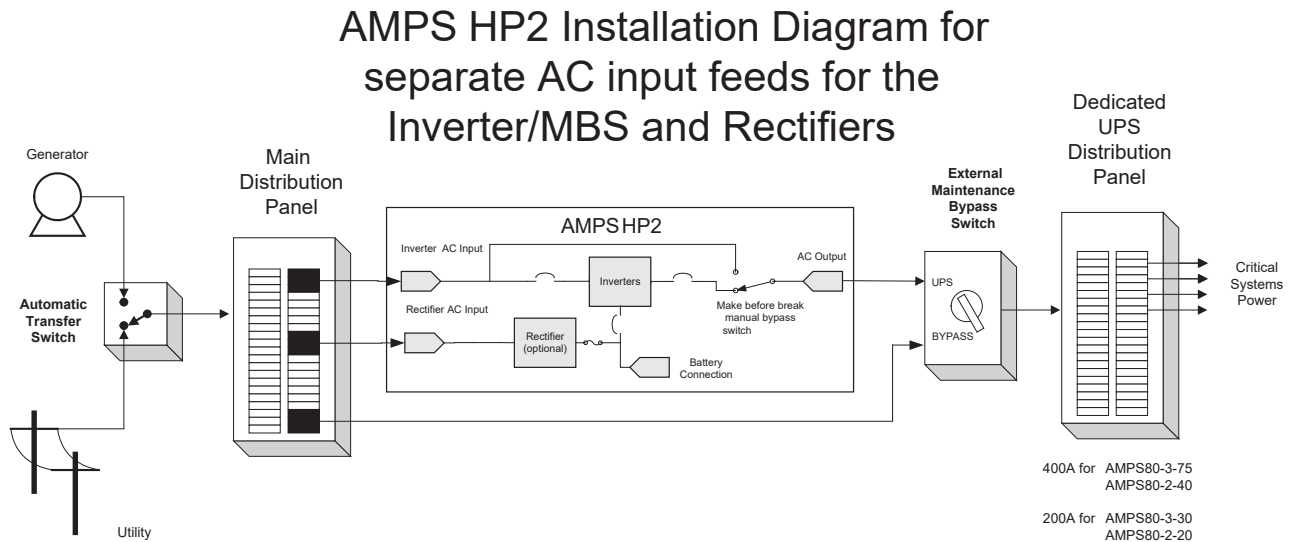 AMPS HP2 Installation Diagram for
separate AC input feeds for the
Inverter/MBS and Rectifiers
Generator
Automatic
Transfer
Switch
Utility
Main
Distribution
Panel
AMPS HP2
Inverter AC Input
Rectifier AC Input
Inverters
Rectifier
(optional)
Battery
Connection
Make before break
manual bypass
switch
AC Output
External
Maintenance
Bypass
Switch
UPS
BYPASS
Dedicated
UPS
Distribution
Panel
Critical
Systems
Power
400A for AMPS80-3-75
AMPS80-2-40
200A for AMPS80-3-30
AMPS80-2-20